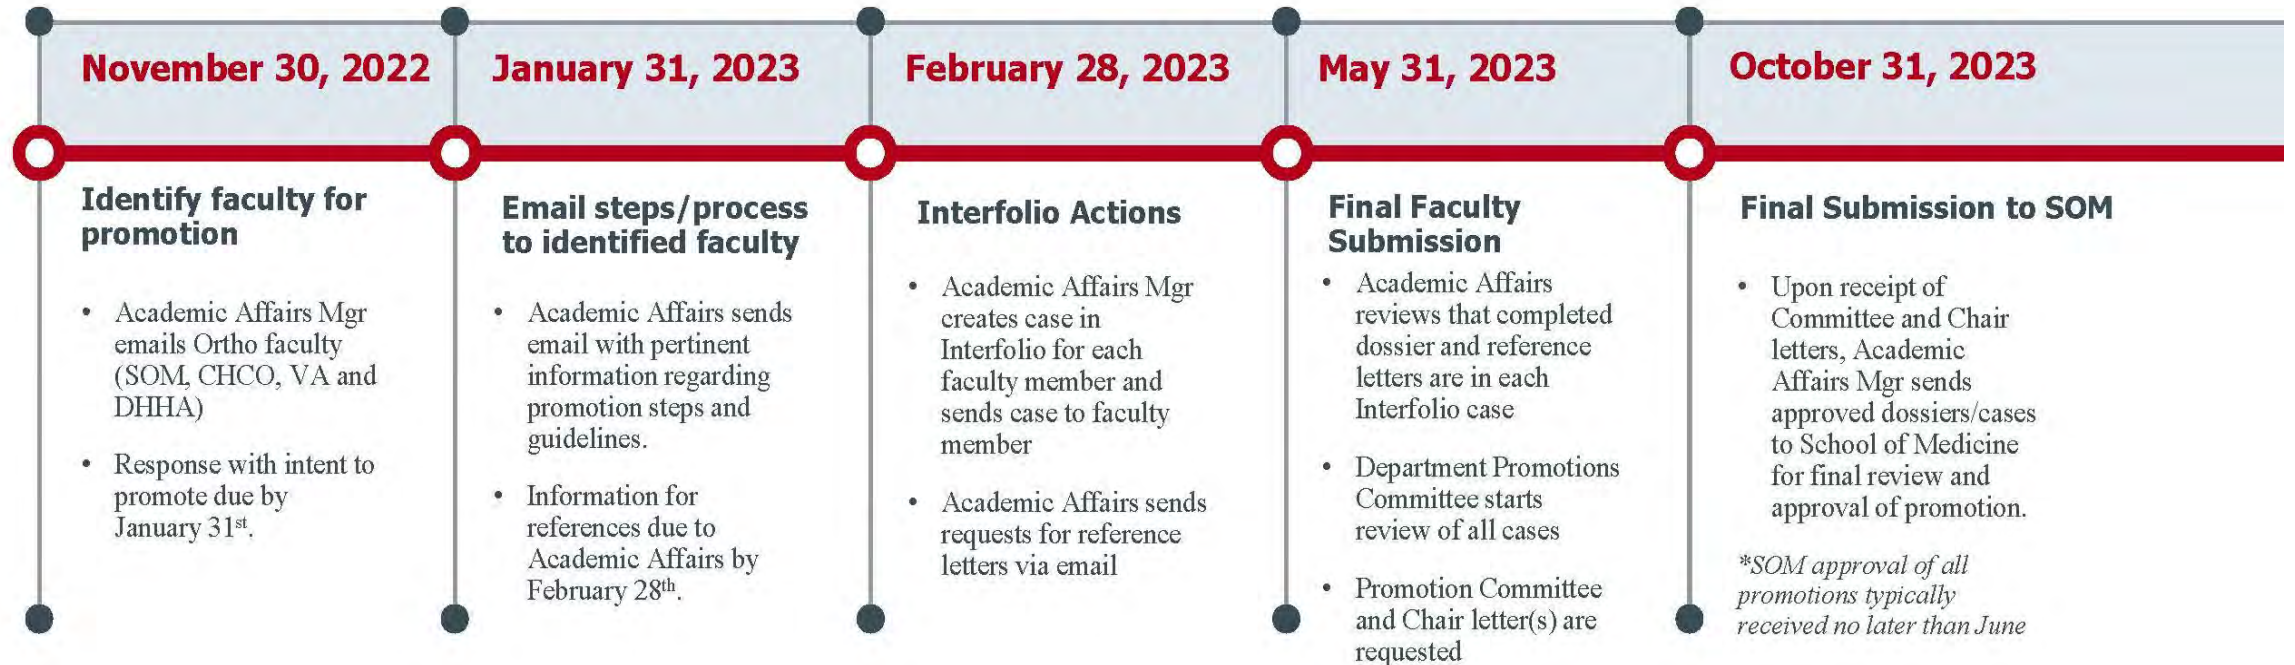 November 30, 2022
Identify faculty for
promotion
• Academic Affairs Mgr
emails Ortho faculty
(SOM, CHCO, VA and
DHHA)
• Response with intent to
promote due by
January 31st.
January 31, 2023
Email steps/process
to identified faculty
• Academic Affairs sends
email with pertinent
information regarding
promotion steps and
guidelines.
• Information for
references due to
Academic Affairs by
February 28th.
February 28, 2023
Interfolio Actions
• Academic Affairs Mgr
creates case in
Interfolio for each
faculty member and
sends case to faculty
member
• Academic Affairs sends
requests for reference
letters via email
May 31, 2023
Final Faculty
Submission
• Academic Affairs
reviews that completed
dossier and reference
letters are in each
Interfolio case
• Department Promotions
Committee starts
review of all cases
• Promotion Committee
and Chair letter(s) are
requested
October 31, 2023
Final Submission to SOM
• Upon receipt of
Committee and Chair
letters, Academic
Affairs Mgr sends
approved dossiers/cases
to School of Medicine
for final review and
approval of promotion.
*SOM approval of all
promotions typically
received no later than June